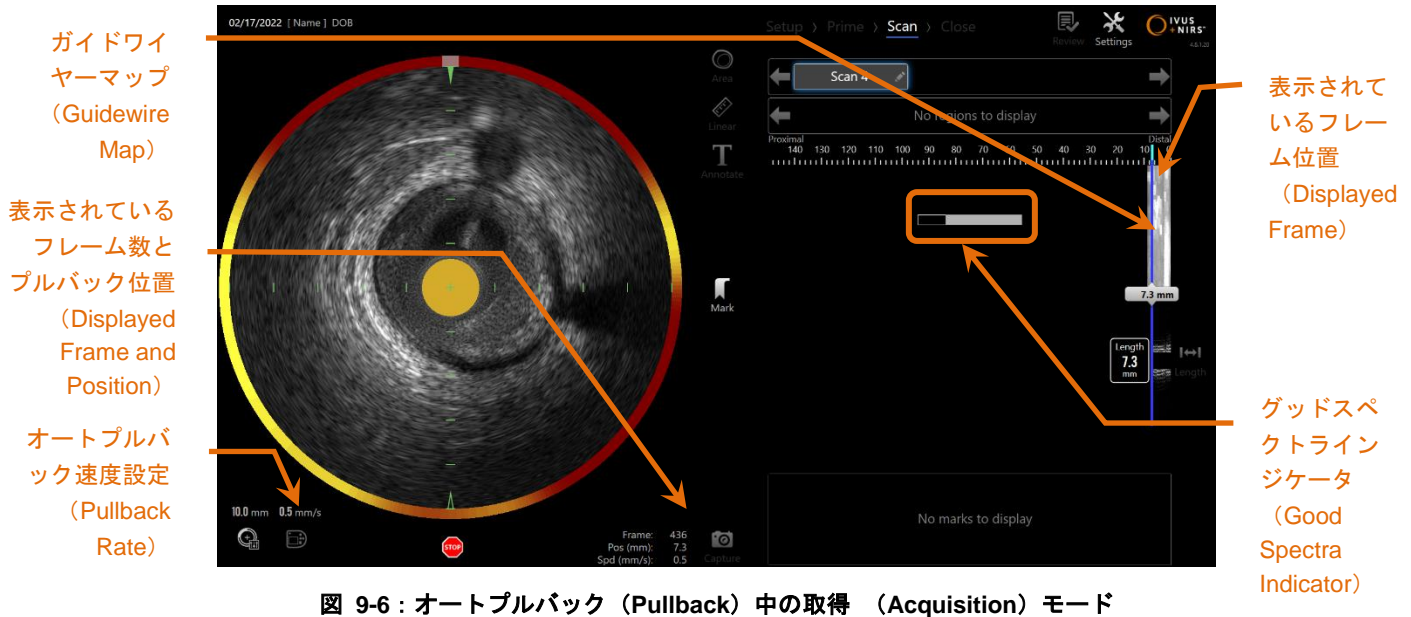 ガイドワイ
ヤーマップ
（Guidewire
Map）
表示されている
フレーム数と
プルバック位置
（Displayed
Frame and
Position）
オートプルバ
ック速度設定
（Pullback
Rate）
02/17/2022 [ Name ] DOB
10.0 mm 0.5 mm/s
STOP
Frame: 436
Pos (mm): 7.3
Spd (mm/s): 0.5
Area
Linear
T
Annotate
Mark
Capture
Setup > Prime > Scan > Close
Review
Settings
IVUS
+NIRS
Scan 4
No regions to display
Proximal
Distal
140 130 120 110 100 90 80 70 60 50 40 30 20 10 0
7.3 mm
Length
7.3
mm
Length
No marks to display
表示されて
いるフレー
ム位置
（Displayed
Frame）
グッドスペ
クトライン
ジケータ
（Good
Spectra
Indicator）
図 9-6：オートプルバック（Pullback）中の取得 （Acquisition）モード